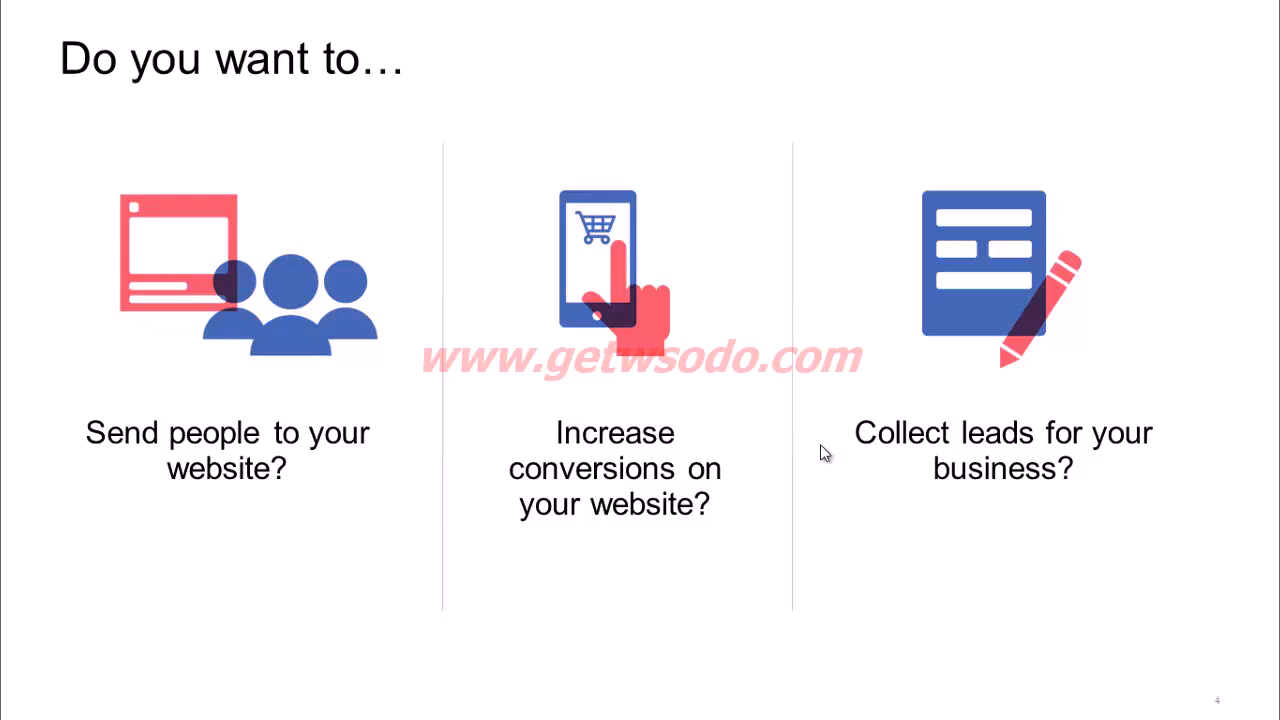 Do you want to…
www.getwsodo.com
Send people to your
website?
Increase
conversions on
your website?
Collect leads for your
business?
4